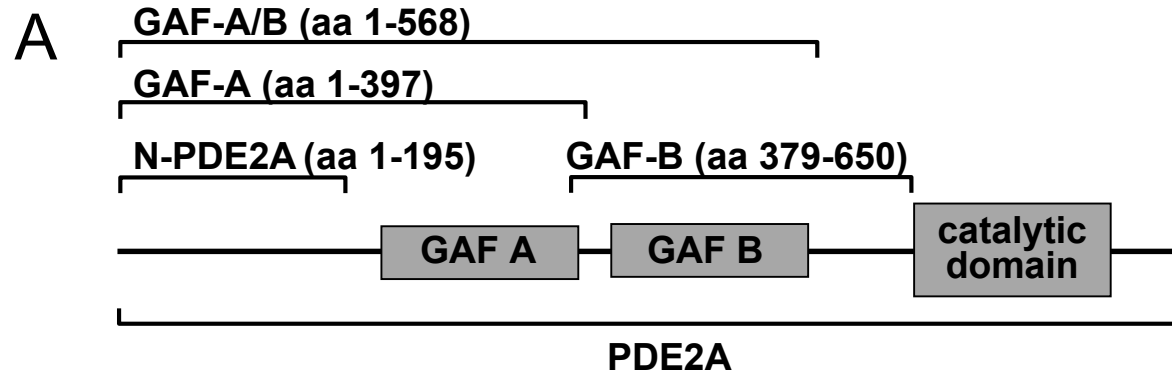 A
GAF-A/B (aa 1-568)
GAF-A (aa 1-397)
N-PDE2A (aa 1-195)
GAF-B (aa 379-650)
GAF A
GAF B
catalytic
domain
PDE2A